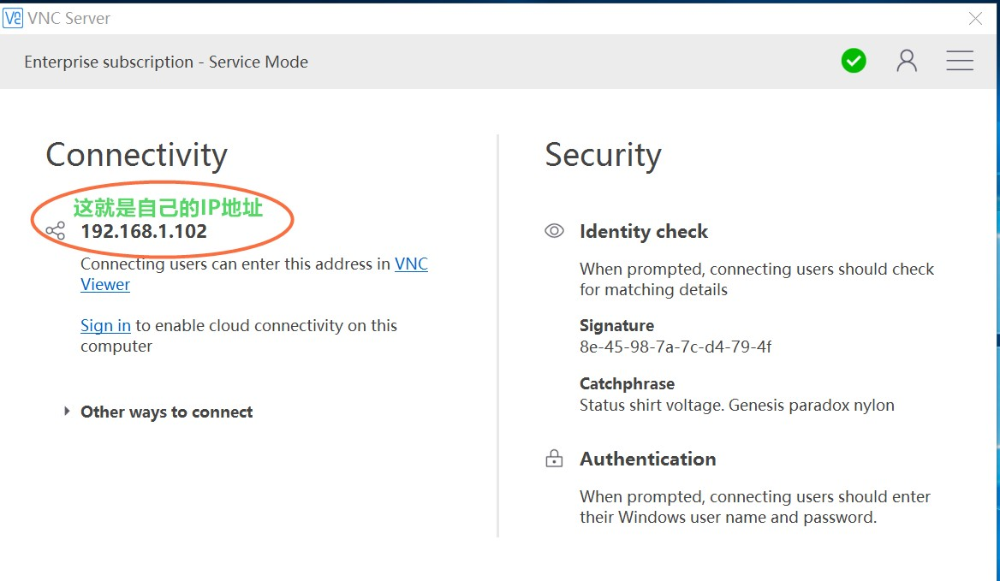 VNC Server
Enterprise subscription - Service Mode
Connectivity
这就是自己的IP地址
192.168.1.102
Connecting users can enter this address in VNC
Viewer
Sign in to enable cloud connectivity on this
computer
Other ways to connect
Security
Identity check
When prompted, connecting users should check
for matching details
Signature
8e-45-98-7a-7c-d4-79-4f
Catchphrase
Status shirt voltage. Genesis paradox nylon
Authentication
When prompted, connecting users should enter
their Windows user name and password.